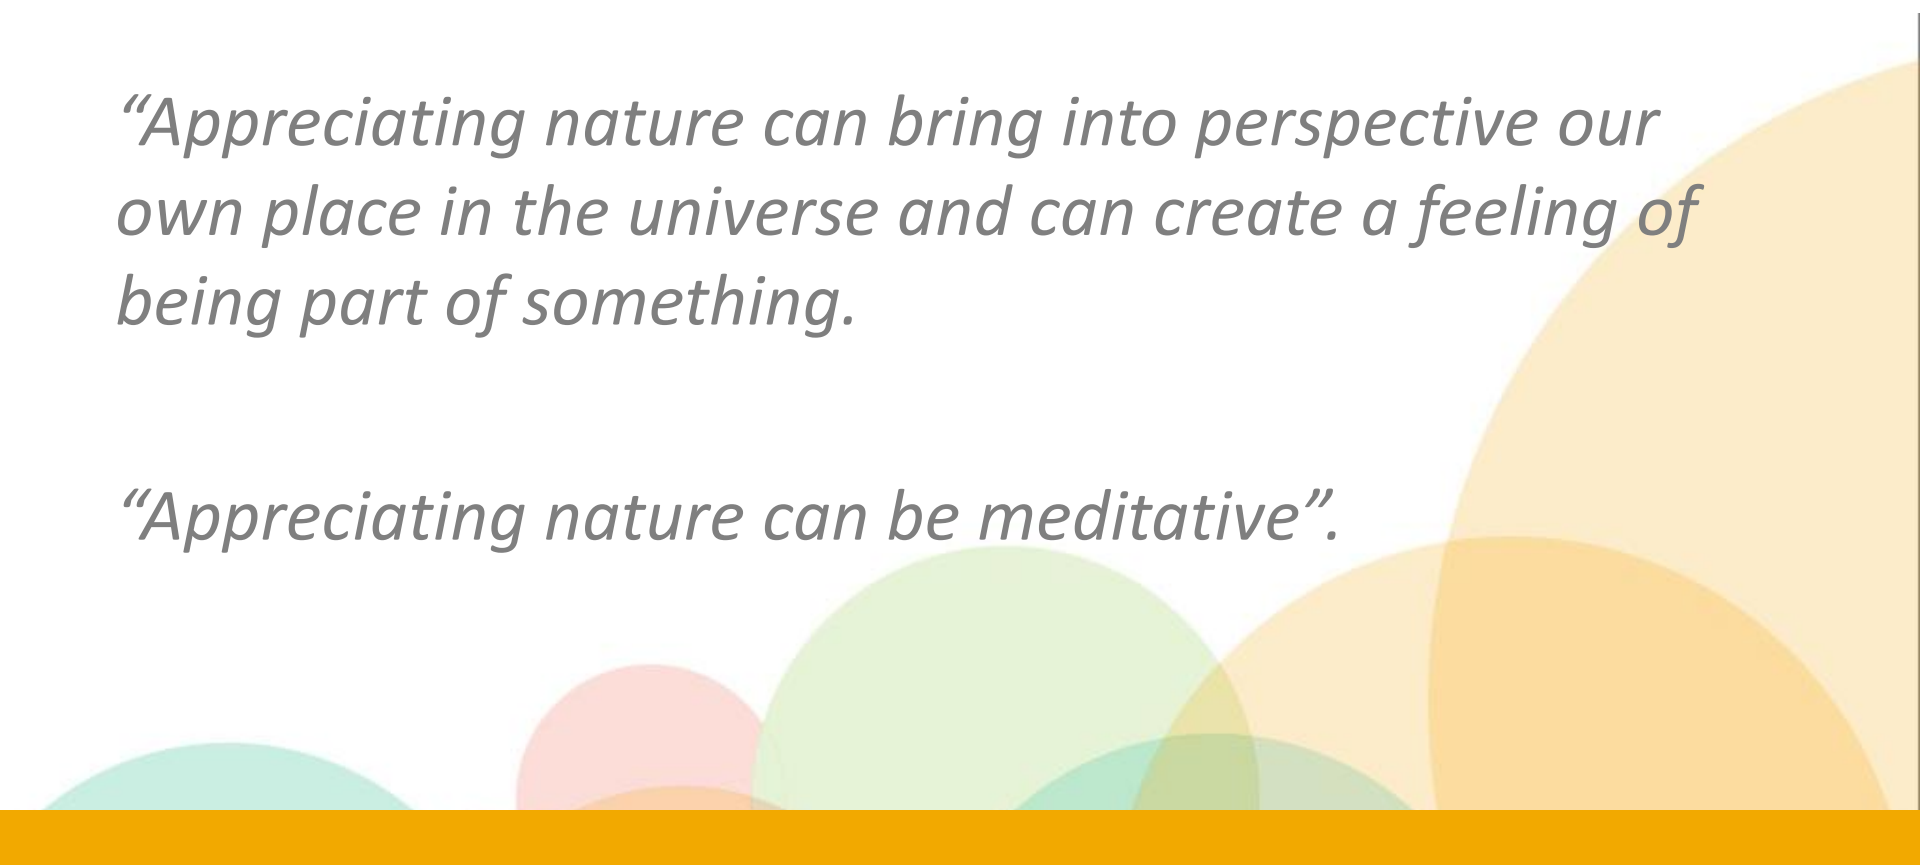 “Appreciating nature can bring into perspective our
own place in the universe and can create a feeling of
being part of something.
“Appreciating nature can be meditative”.